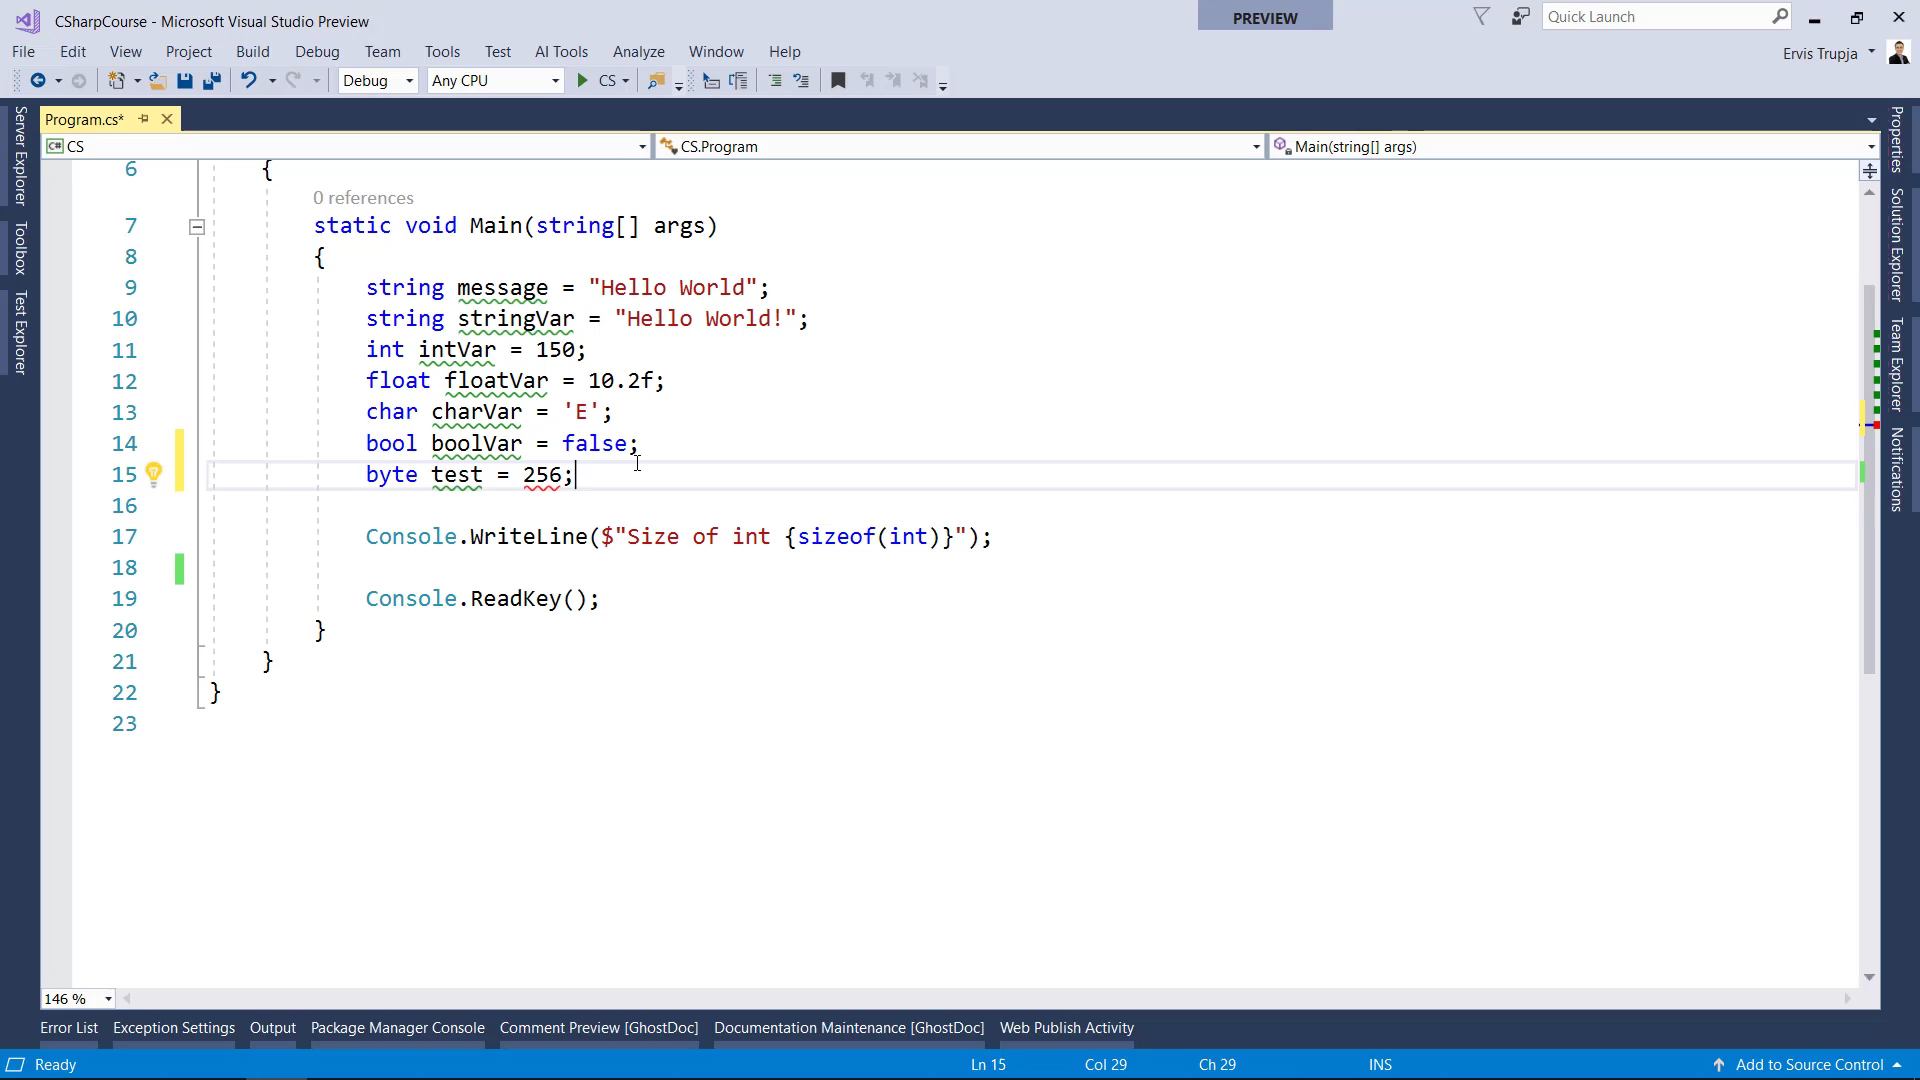 CSharpCourse - Microsoft Visual Studio Preview
PREVIEW
Quick Launch
File Edit View Project Build Debug Team Tools Test AI Tools Analyze Window Help
Ervis Trupja
Debug Any CPU CS
Program.cs*
C# CS
CS.Program
Main(string[] args)
Server Explorer
Toolbox
Test Explorer
6 {
0 references
7 static void Main(string[] args)
8 {
9 string message = "Hello World";
10 string stringVar = "Hello World!";
11 int intVar = 150;
12 float floatVar = 10.2f;
13 char charVar = 'E';
14 bool boolVar = false;
15 byte test = 256;
16
17 Console.WriteLine($"Size of int {sizeof(int)}");
18
19 Console.ReadKey();
20 }
21 }
22 }
23
Properties
Solution Explorer
Team Explorer
Notifications
146 %
Error List Exception Settings Output Package Manager Console Comment Preview [GhostDoc] Documentation Maintenance [GhostDoc] Web Publish Activity
Ready Ln 15 Col 29 Ch 29 INS Add to Source Control